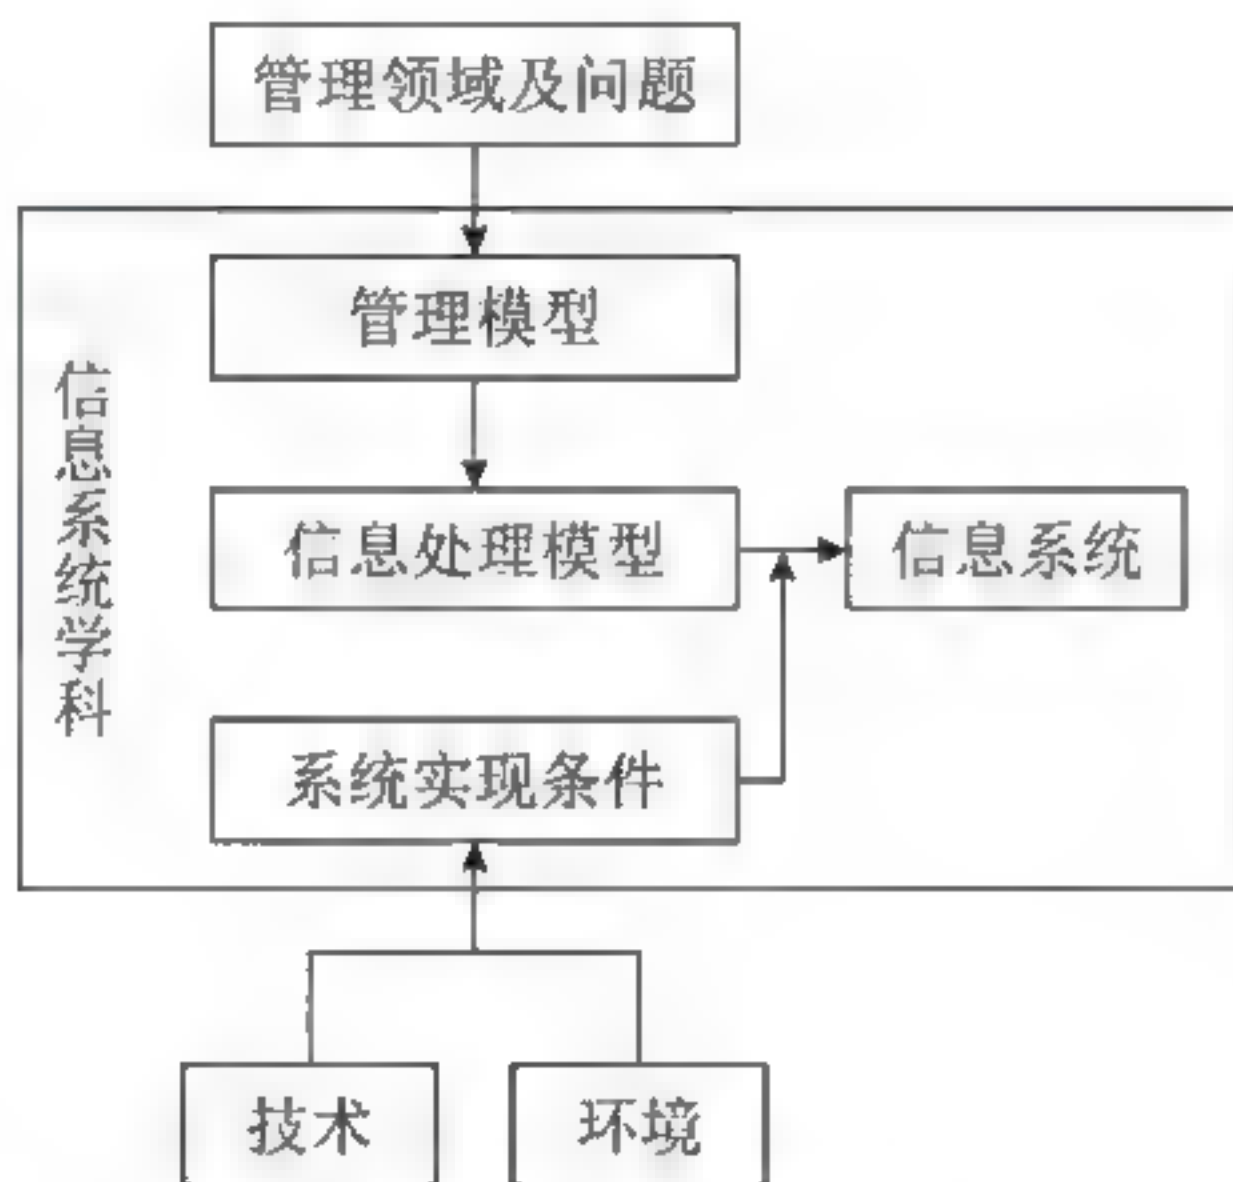 管理领域及问题
管理模型
信息系统学科
信息处理模型
信息系统
系统实现条件
技术
环境